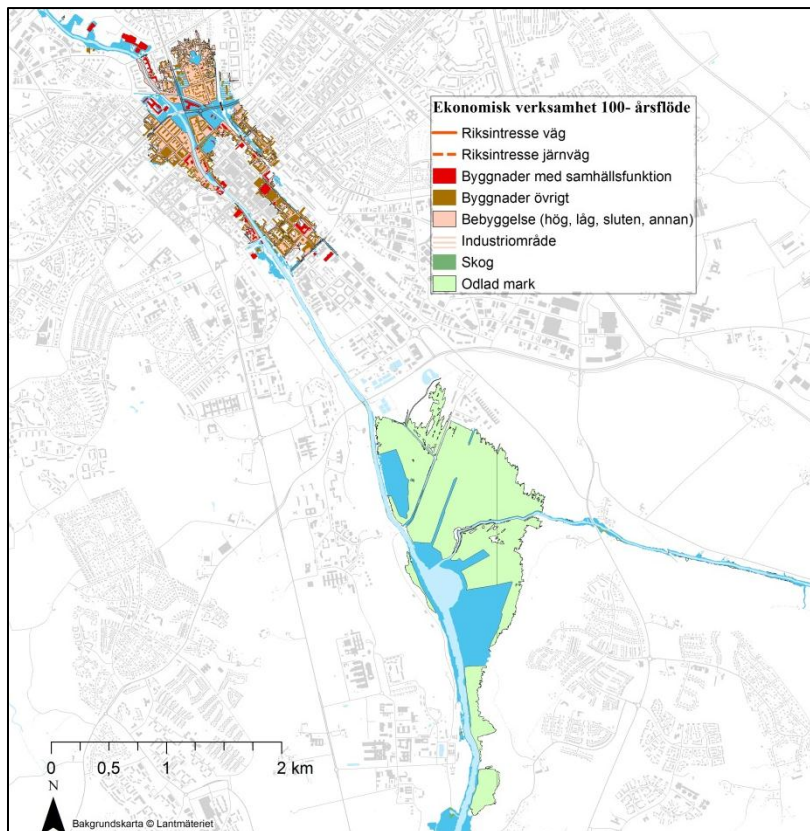 Ekonomisk verksamhet 100- årsflöde
Riksintresse väg
Riksintresse järnväg
Byggnader med samhällsfunktion
Byggnader övrigt
Bebyggelse (hög, låg, sluten, annan)
Industriområde
Skog
Odlad mark
0 0,5 1 2 km
N
Bakgrundskarta © Lantmäteriet